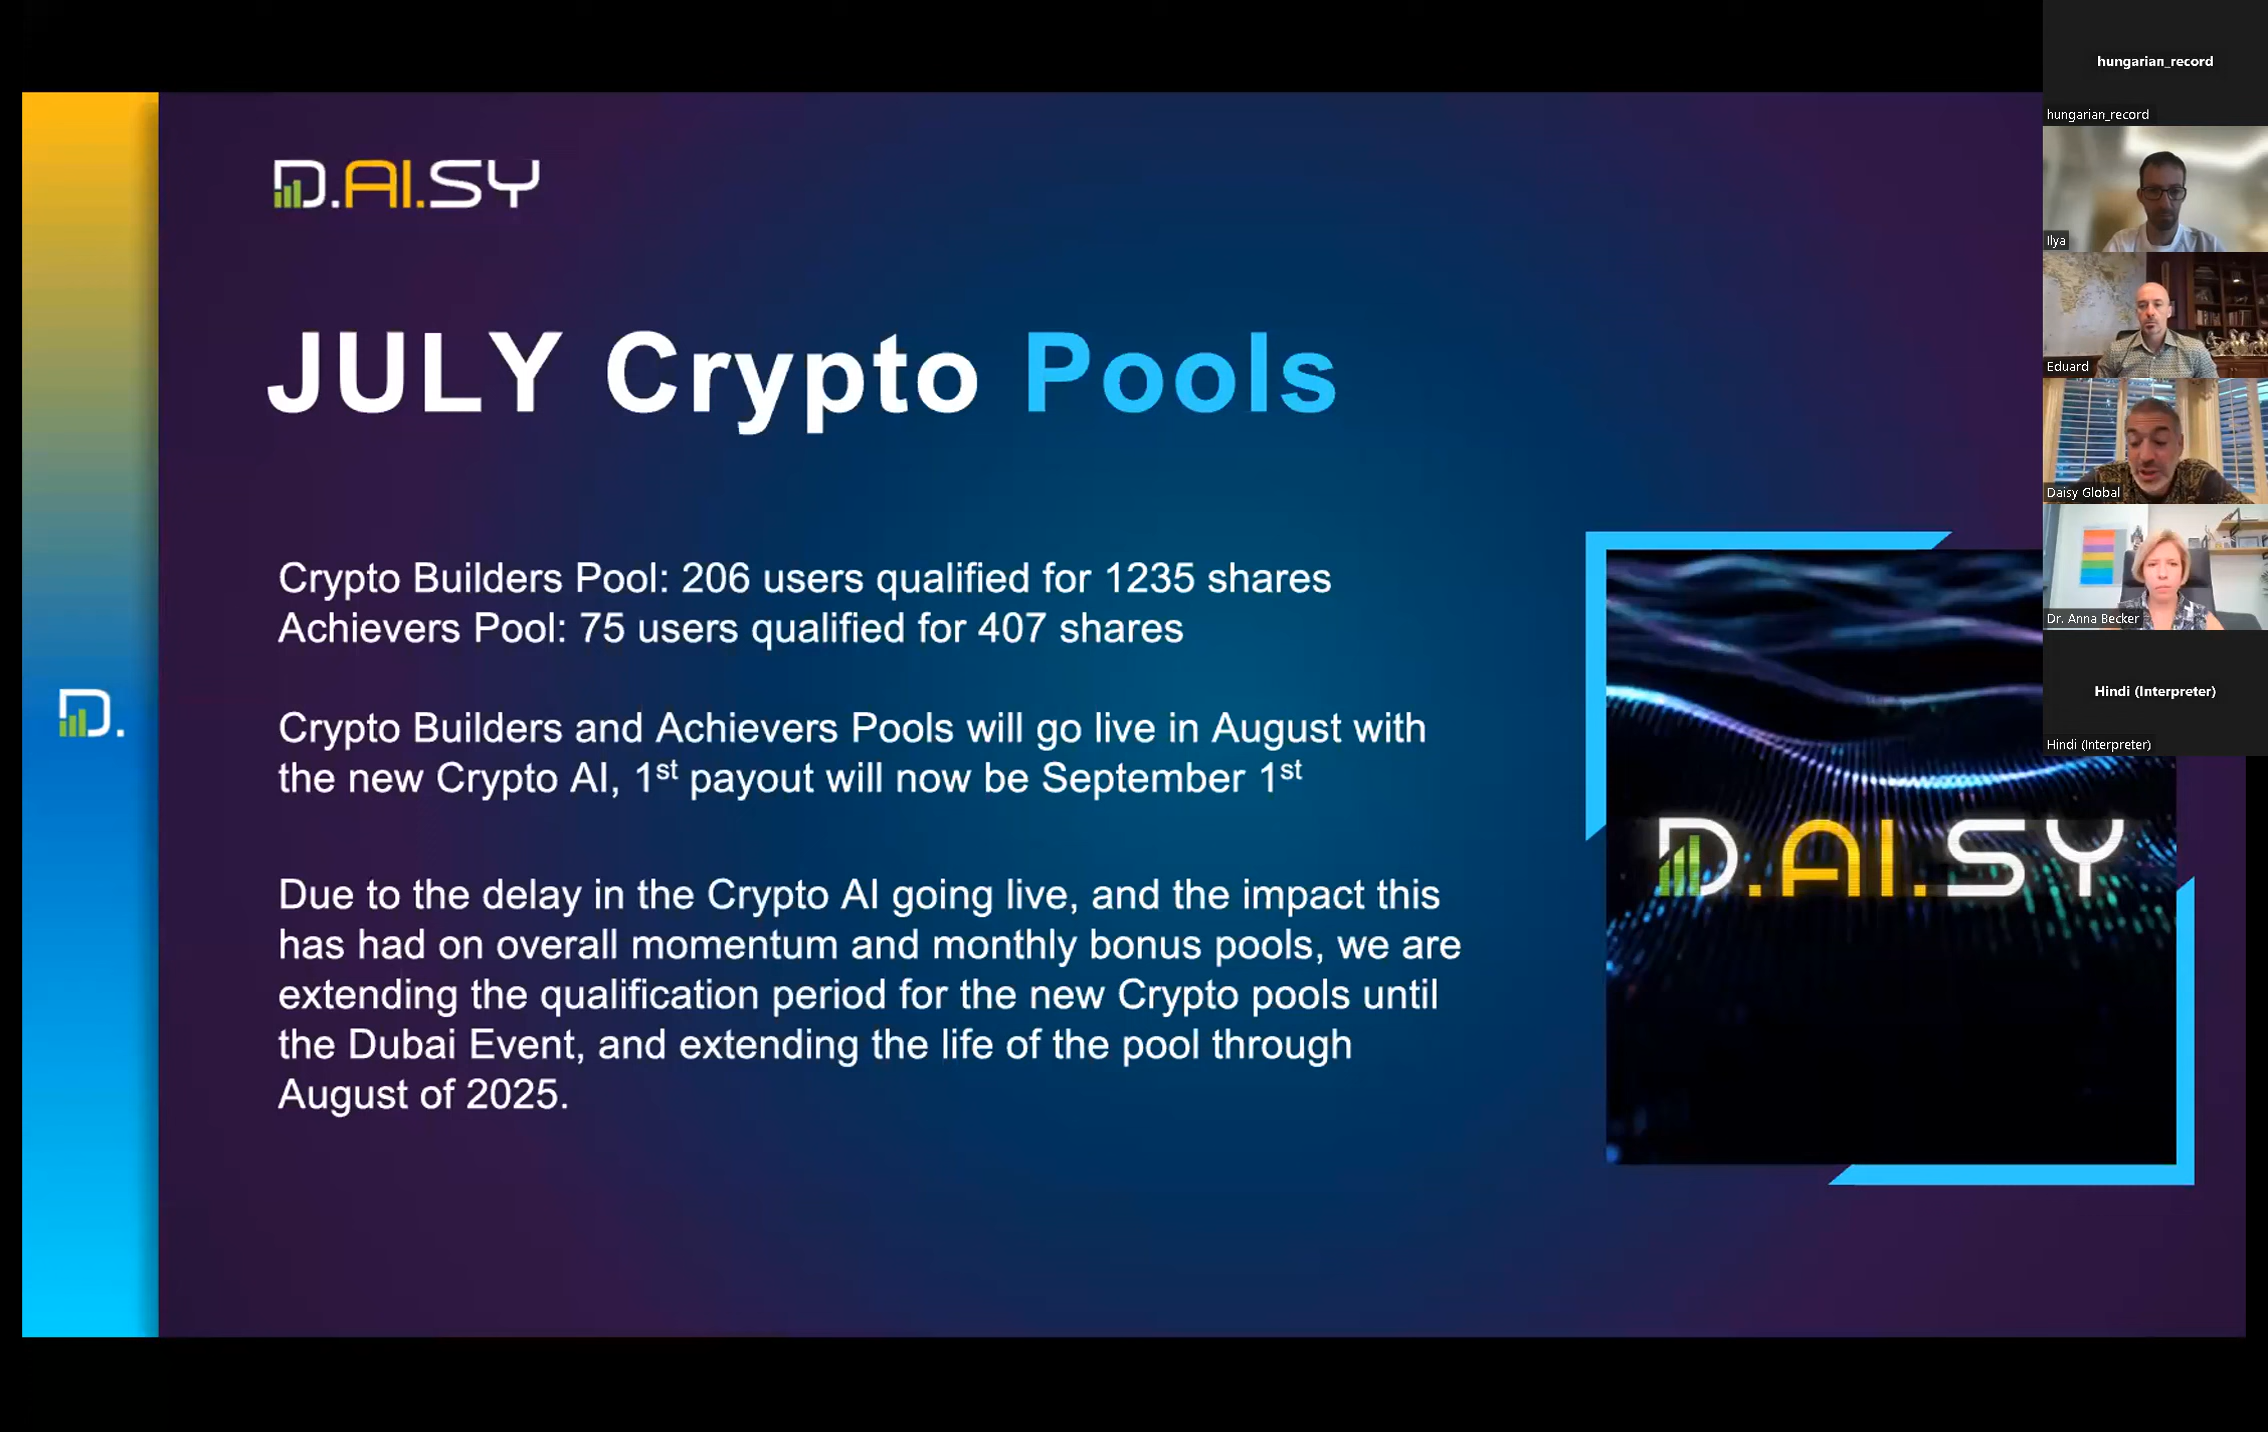 D.AI.SY
JULY Crypto Pools
Crypto Builders Pool: 206 users qualified for 1235 shares
Achievers Pool: 75 users qualified for 407 shares
Crypto Builders and Achievers Pools will go live in August with
the new Crypto AI, 1st payout will now be September 1st
Due to the delay in the Crypto AI going live, and the impact this
has had on overall momentum and monthly bonus pools, we are
extending the qualification period for the new Crypto pools until
the Dubai Event, and extending the life of the pool through
August of 2025.
D.
D.AI.SY
hungarian_record
hungarian_record
Ilya
Eduard
Daisy Global
Dr. Anna Becker
Hindi (Interpreter)
Hindi (Interpreter)